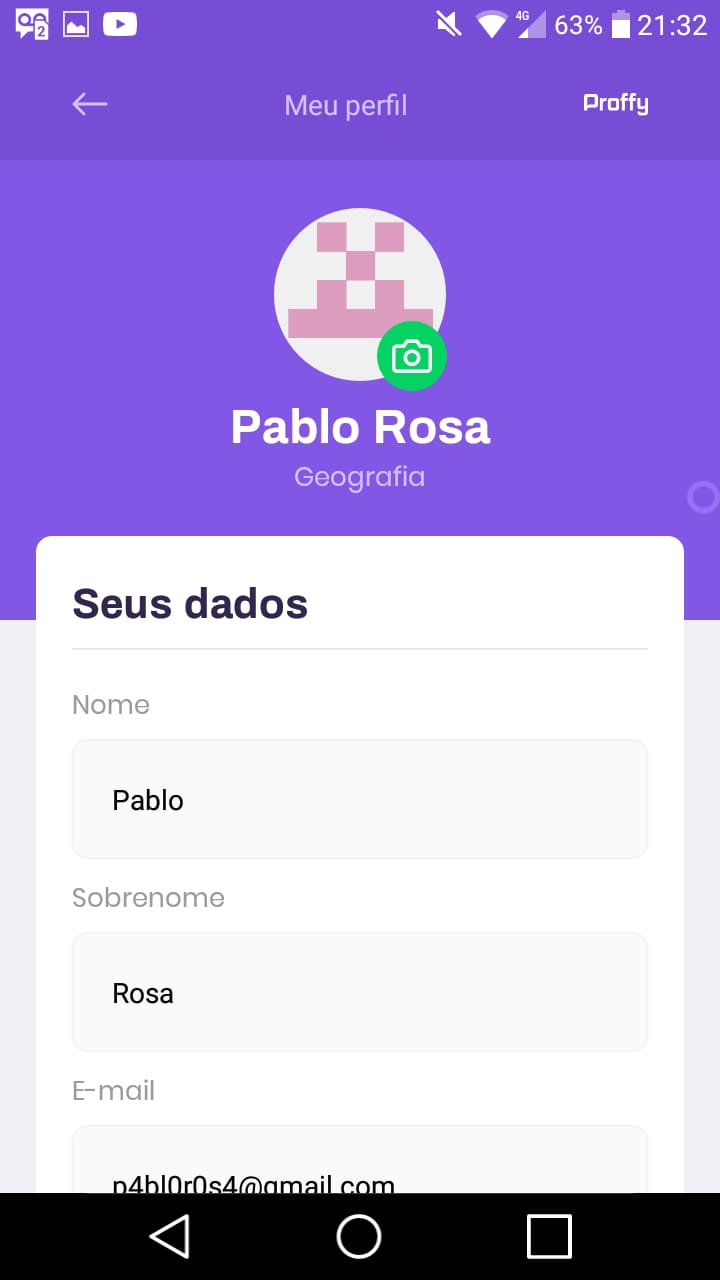 2
4G
63%
21:32
Meu perfil
Proffy
Pablo Rosa
Geografia
Seus dados
Nome
Pablo
Sobrenome
Rosa
E-mail
p4bl0r0s4@gmail.com